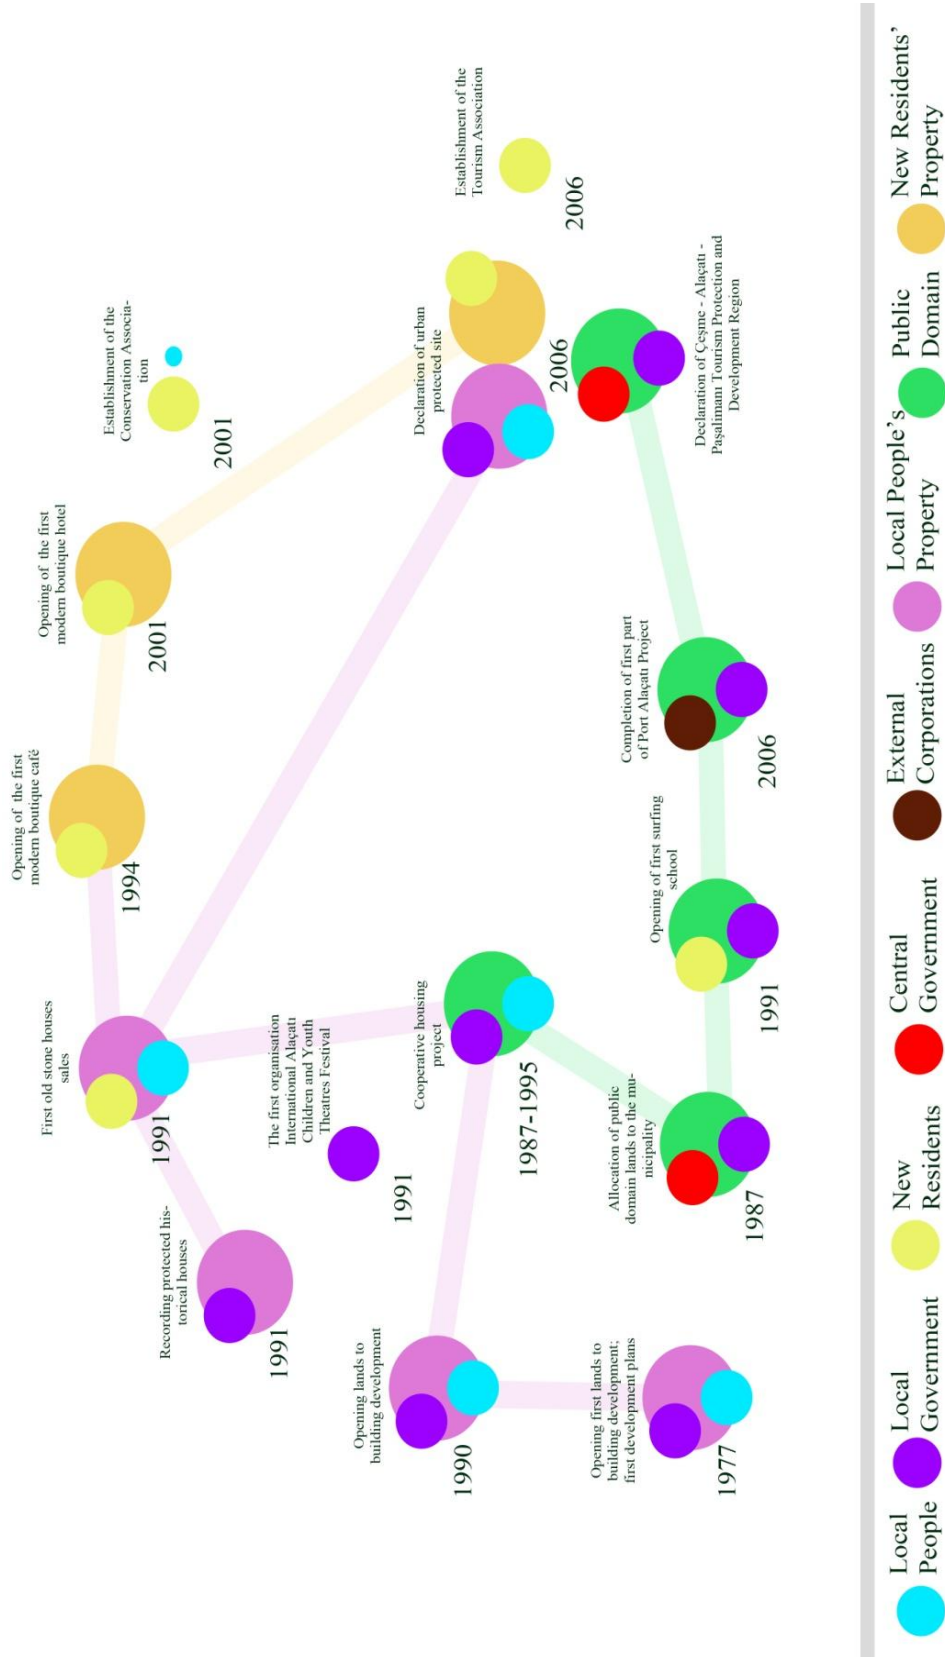 Opening first lands to
building development;
first development plans
1977
Opening lands to
building development
1990
Recording protected his-
torical houses
1991
First old stone houses
sales
1991
The first organisation
International Alaçatı
Children and Youth
Theatres Festival
1991
Cooperative housing
project
1987-1995
Allocation of public
domain lands to the mu-
nicipality
1987
Opening of first surfing
school
1991
Opening of the first
modern boutique café
1994
Opening of the first
modern boutique hotel
2001
Completion of first part
of Port Alaçatı Project
2006
Establishment of the
Conservation Associa-
tion
2001
Declaration of urban
protected site
2006
Declaration of Çeşme - Alaçatı -
Paşalimanı Tourism Protection and
Development Region
Establishment of the
Tourism Association
2006
Local
People
Local
Government
New
Residents
Central
Government
External
Corporations
Local People's
Property
Public
Domain
New Residents'
Property